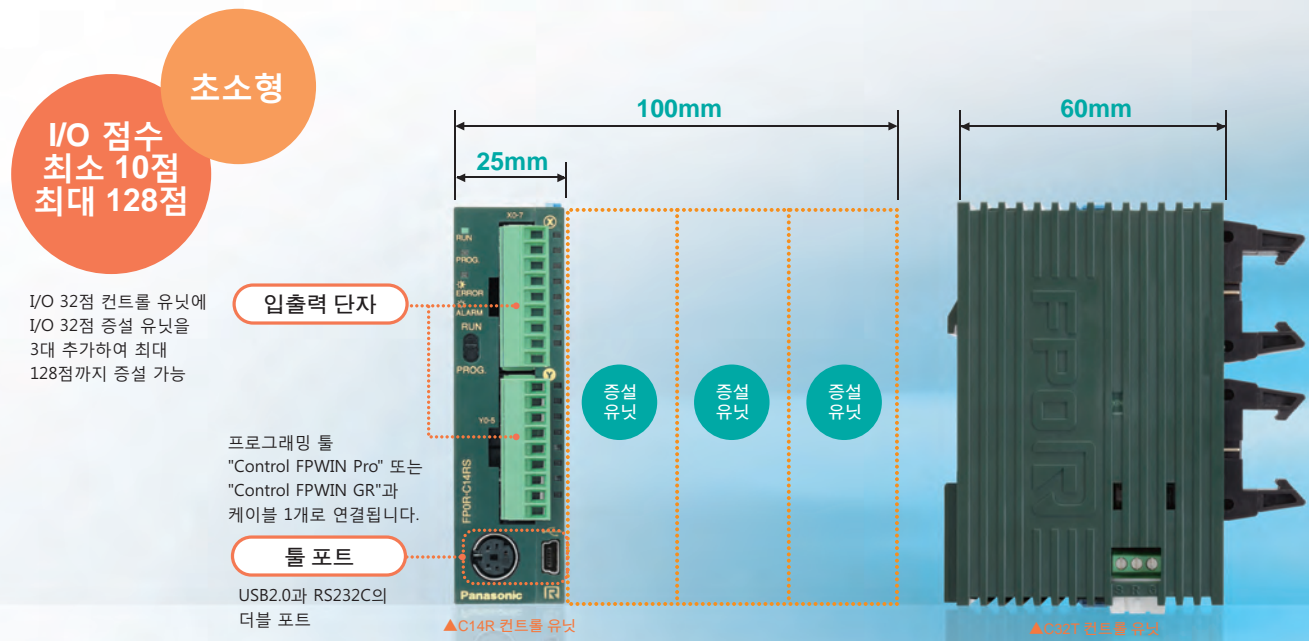 초소형
I/O 점수
최소 10점
최대 128점
I/O 32점 컨트롤 유닛에
I/O 32점 증설 유닛을
3대 추가하여 최대
128점까지 증설 가능
입출력 단자
프로그래밍 툴
"Control FPWIN Pro" 또는
"Control FPWIN GR"과
케이블 1개로 연결됩니다.
툴 포트
USB2.0과 RS232C의
더블 포트
100mm
25mm
X0-7
X
RUN
PROG.
ERROR
ALARM
RUN
PROG.
Y
Y0-5
FP0R-C14RS
Panasonic
R
▲C14R 컨트롤 유닛
증설
유닛
증설
유닛
증설
유닛
60mm
FP0R
▲C32T 컨트롤 유닛